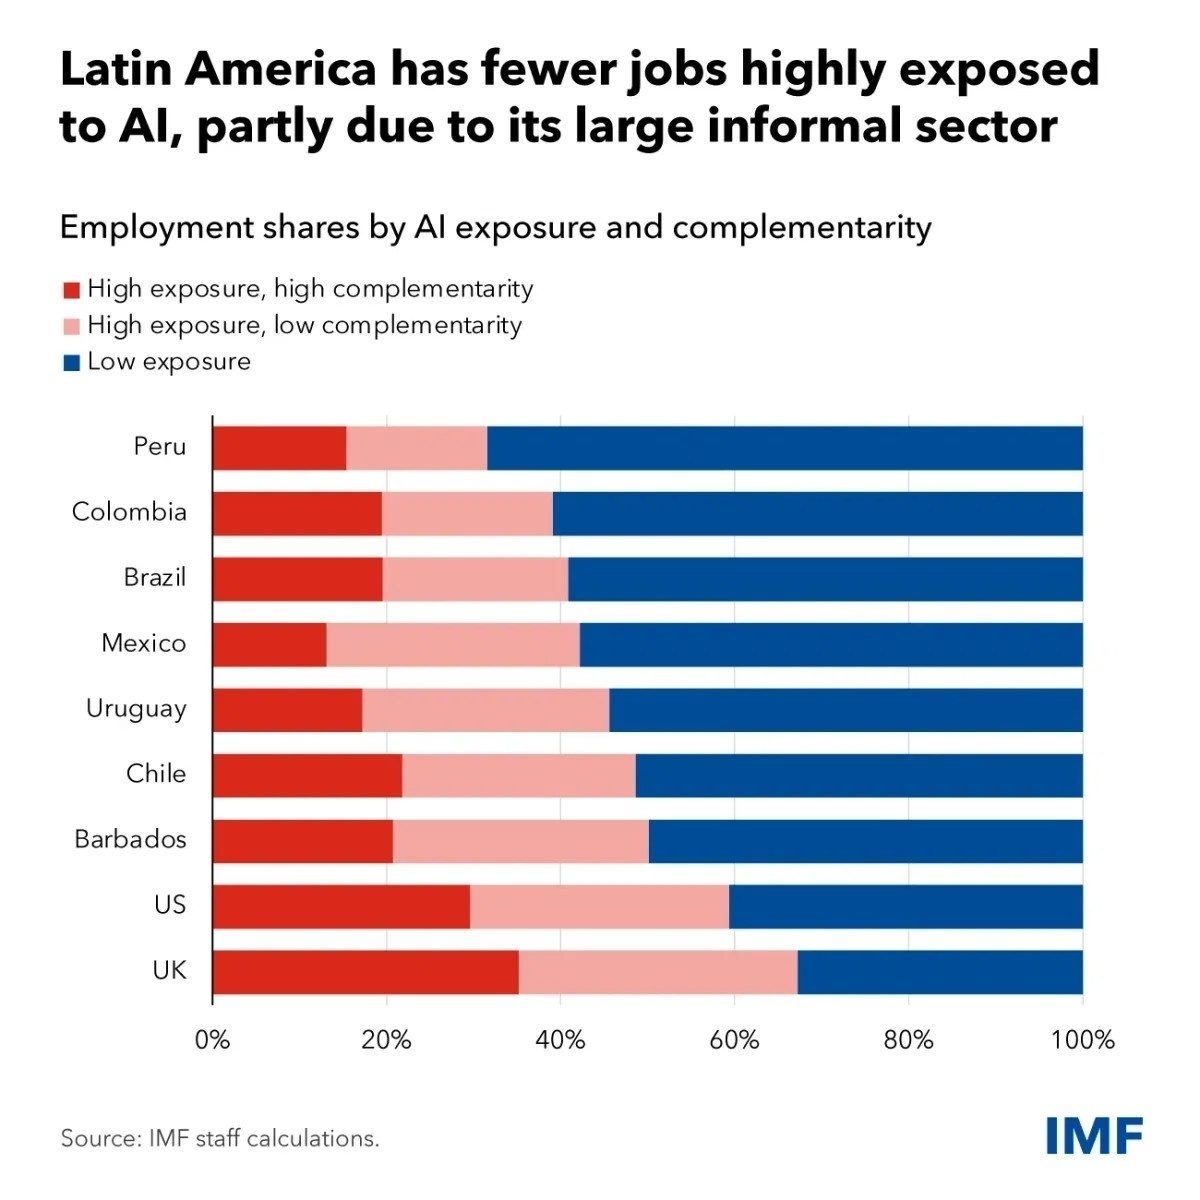 Latin America has fewer jobs highly exposed
to AI, partly due to its large informal sector
Employment shares by AI exposure and complementarity
High exposure, high complementarity
High exposure, low complementarity
Low exposure
Peru
Colombia
Brazil
Mexico
Uruguay
Chile
Barbados
US
UK
0% 20% 40% 60% 80% 100%
Source: IMF staff calculations.
IMF